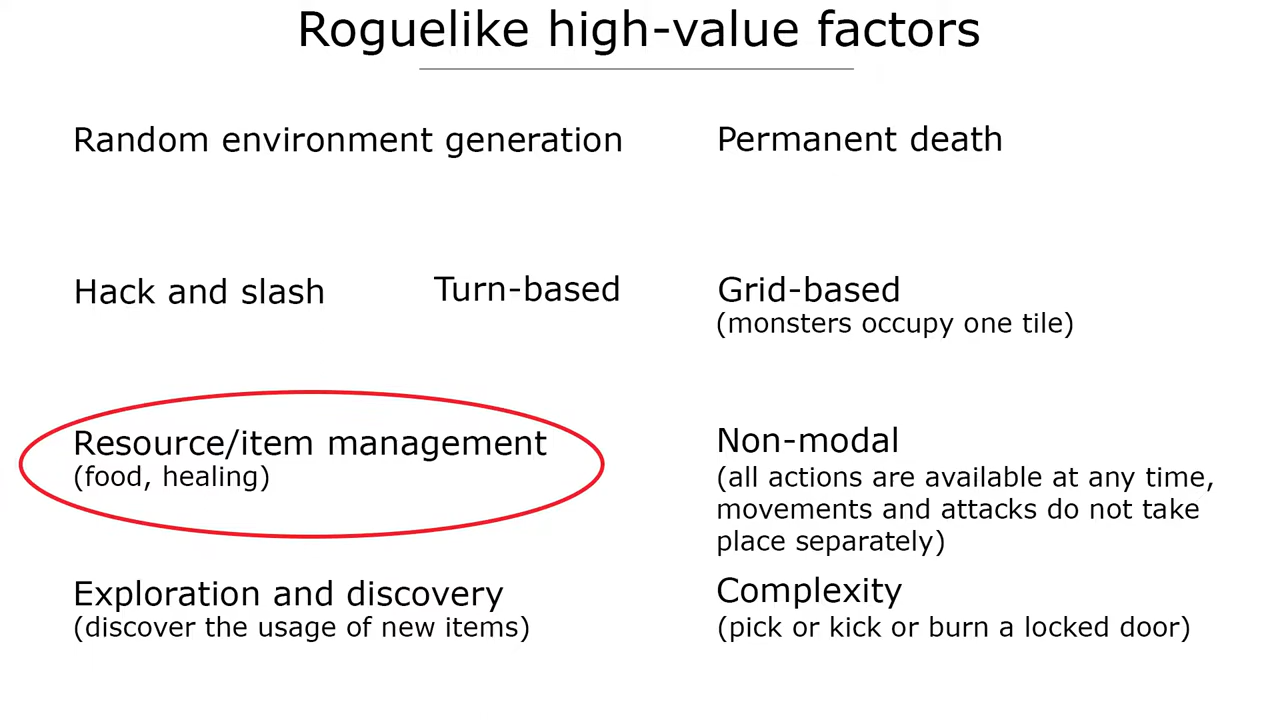 Roguelike high-value factors
Random environment generation
Permanent death
Hack and slash
Turn-based
Grid-based
(monsters occupy one tile)
Resource/item management
(food, healing)
Non-modal
(all actions are available at any time,
movements and attacks do not take
place separately)
Exploration and discovery
(discover the usage of new items)
Complexity
(pick or kick or burn a locked door)